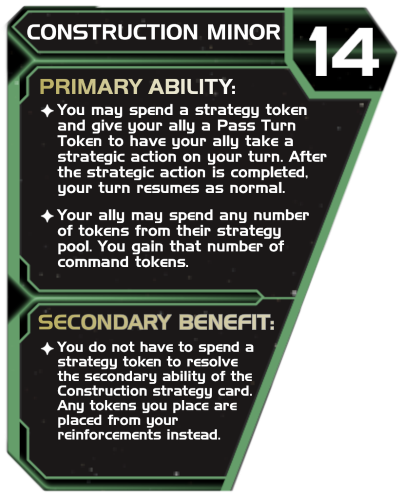 CONSTRUCTION MINOR
14
PRIMARY ABILITY:
You may spend a strategy token
and give your ally a Pass Turn
Token to have your ally take a
strategic action on your turn. After
the strategic action is completed,
your turn resumes as normal.
Your ally may spend any number
of tokens from their strategy
pool. You gain that number of
command tokens.
SECONDARY BENEFIT:
You do not have to spend a
strategy token to resolve
the secondary ability of the
Construction strategy card.
Any tokens you place are
placed from your
reinforcements instead.